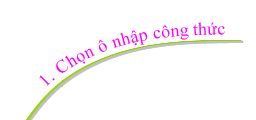 1. Chọn ô nhập công thức